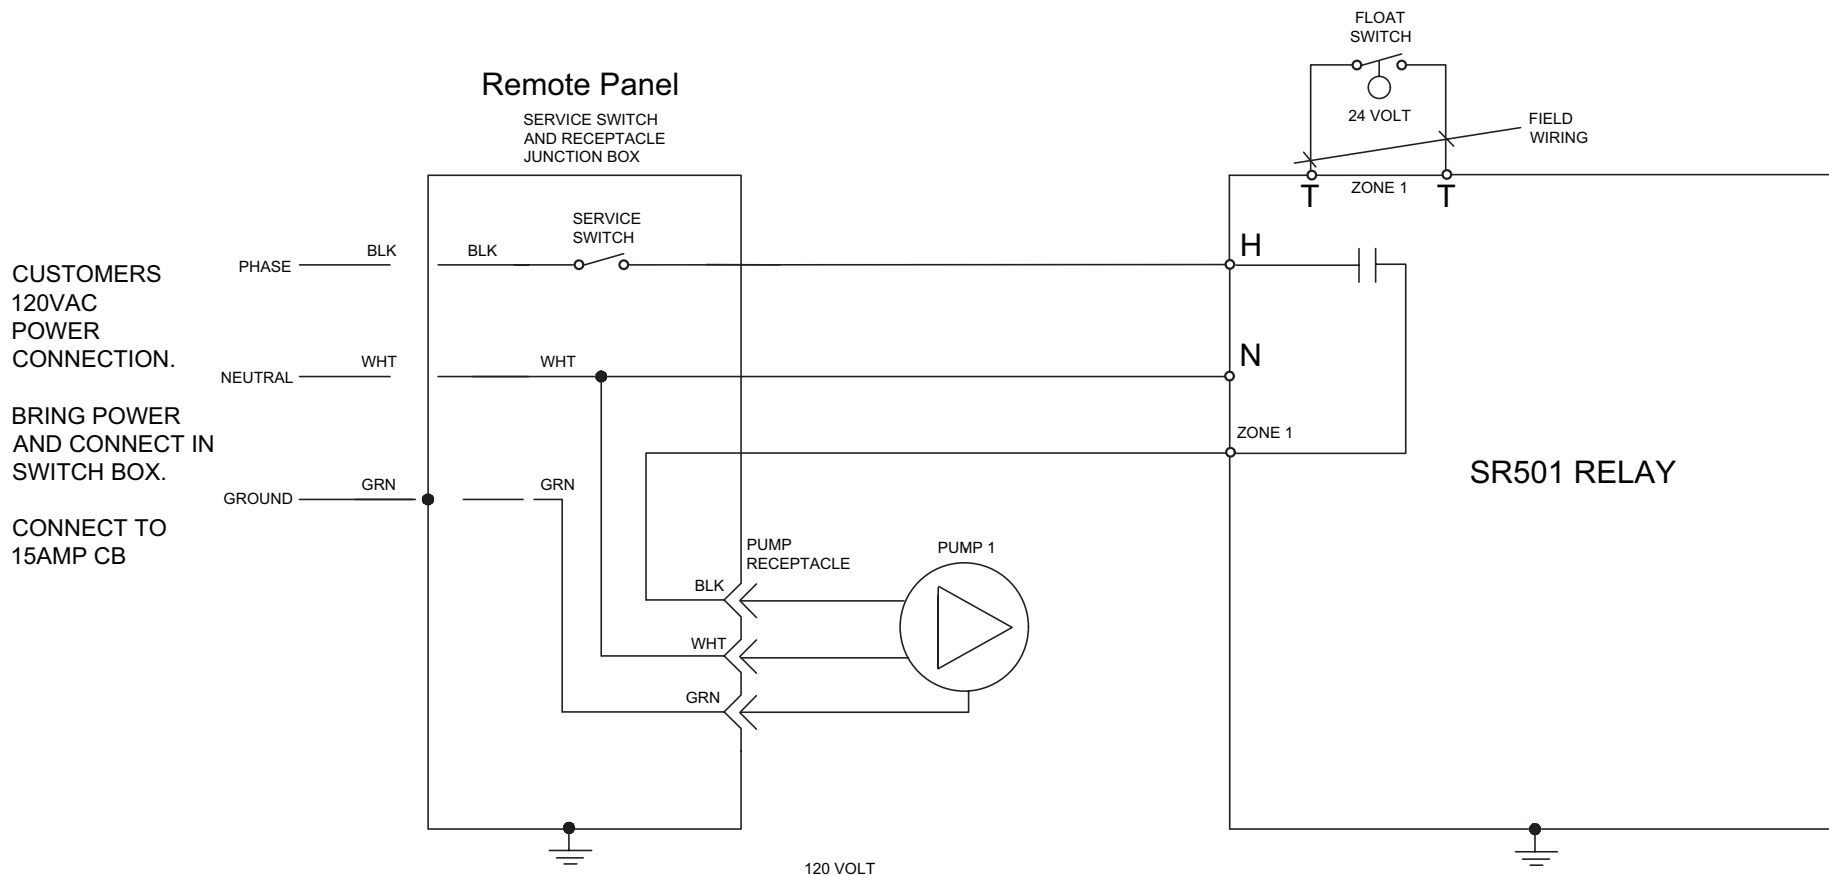 FLOAT
SWITCH
24 VOLT
FIELD
WIRING
Remote Panel
SERVICE SWITCH
AND RECEPTACLE
JUNCTION BOX
T
ZONE 1
T
SERVICE
SWITCH
H
PHASE
BLK
BLK
CUSTOMERS
120VAC
POWER
CONNECTION.
NEUTRAL
WHT
WHT
N
BRING POWER
AND CONNECT IN
SWITCH BOX.
ZONE 1
SR501 RELAY
GROUND
GRN
GRN
CONNECT TO
15AMP CB
PUMP
RECEPTACLE
PUMP 1
BLK
WHT
GRN
120 VOLT